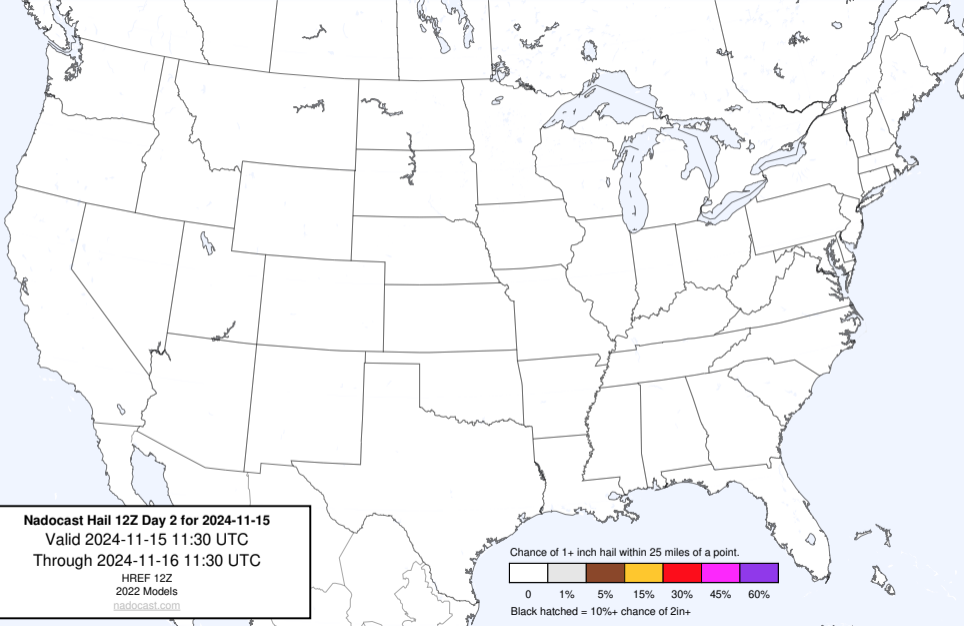 Nadocast Hail 12Z Day 2 for 2024-11-15
Valid 2024-11-15 11:30 UTC
Through 2024-11-16 11:30 UTC
HREF 12Z
2022 Models
nadocast.com
Chance of 1+ inch hail within 25 miles of a point.
0 1% 5% 15% 30% 45% 60%
Black hatched = 10%+ chance of 2in+